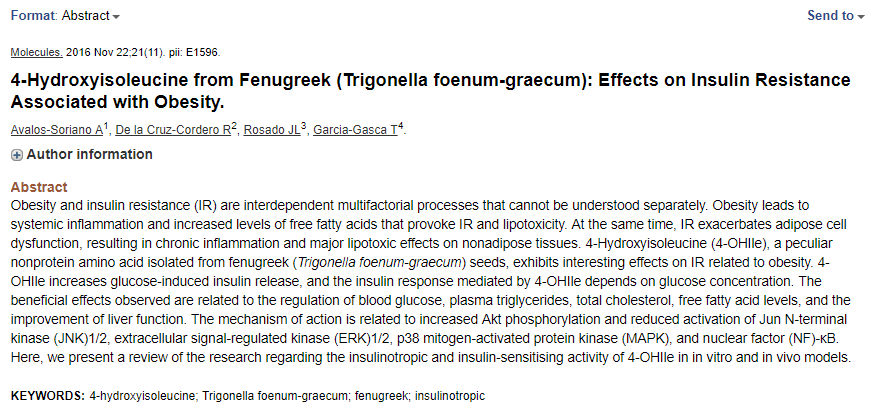 Format: Abstract
Send to
Molecules. 2016 Nov 22;21(11). pii: E1596.
4-Hydroxyisoleucine from Fenugreek (Trigonella foenum-graecum): Effects on Insulin Resistance
Associated with Obesity.
Avalos-Soriano A1, De la Cruz-Cordero R2, Rosado JL3, Garcia-Gasca T4.
Author information
Abstract
Obesity and insulin resistance (IR) are interdependent multifactorial processes that cannot be understood separately. Obesity leads to
systemic inflammation and increased levels of free fatty acids that provoke IR and lipotoxicity. At the same time, IR exacerbates adipose cell
dysfunction, resulting in chronic inflammation and major lipotoxic effects on nonadipose tissues. 4-Hydroxyisoleucine (4-OHIle), a peculiar
nonprotein amino acid isolated from fenugreek (Trigonella foenum-graecum) seeds, exhibits interesting effects on IR related to obesity. 4-
OHIle increases glucose-induced insulin release, and the insulin response mediated by 4-OHIle depends on glucose concentration. The
beneficial effects observed are related to the regulation of blood glucose, plasma triglycerides, total cholesterol, free fatty acid levels, and the
improvement of liver function. The mechanism of action is related to increased Akt phosphorylation and reduced activation of Jun N-terminal
kinase (JNK)1/2, extracellular signal-regulated kinase (ERK)1/2, p38 mitogen-activated protein kinase (MAPK), and nuclear factor (NF)-κB.
Here, we present a review of the research regarding the insulinotropic and insulin-sensitising activity of 4-OHIle in in vitro and in vivo models.
KEYWORDS: 4-hydroxyisoleucine; Trigonella foenum-graecum; fenugreek; insulinotropic